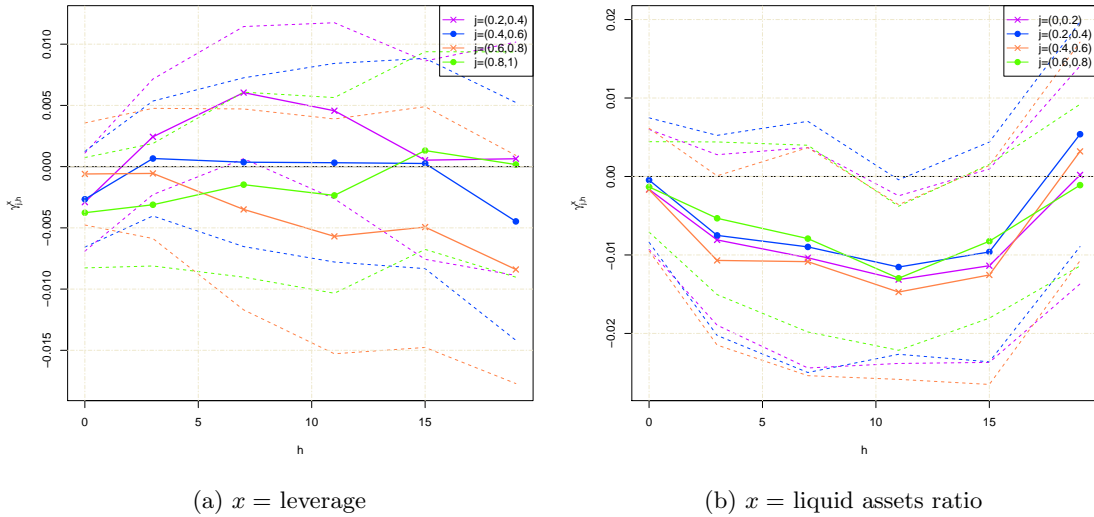 0.010
0.005
0.000
−0.005
−0.010
−0.015
γ^x_{j,h}
j=(0.2,0.4)
j=(0.4,0.6)
j=(0.6,0.8)
j=(0.8,1)
0 5 10 15
h
(a) x = leverage
0.02
0.01
0.00
−0.01
−0.02
γ^x_{j,h}
j=(0,0.2)
j=(0.2,0.4)
j=(0.4,0.6)
j=(0.6,0.8)
0 5 10 15
h
(b) x = liquid assets ratio